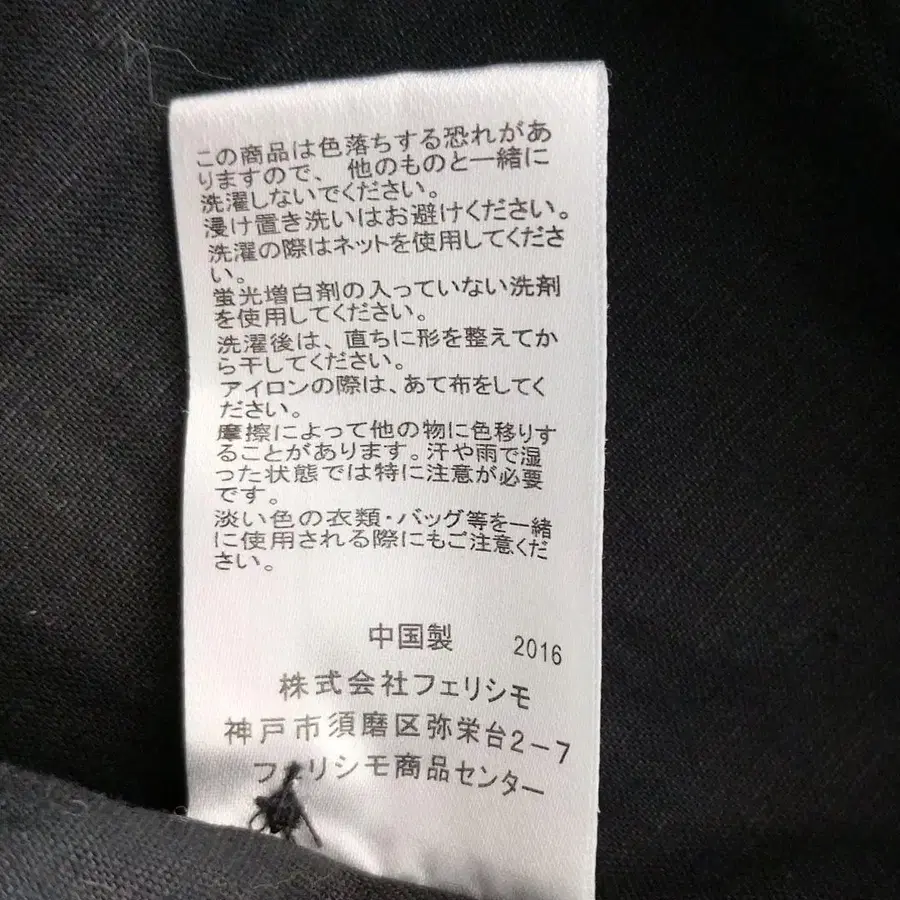 この商品は色落ちする恐れがあ
りますので、他のものと一緒に
洗濯しないでください。
浸け置き洗いはお避けください。
洗濯の際はネットを使用してくださ
い。
蛍光増白剤の入っていない洗剤
を使用してください。
洗濯後は、直ちに形を整えてか
ら干してください。
アイロンの際は、あて布をしてく
ださい。
摩擦によって他の物に色移りす
ることがあります。汗や雨で湿
った状態では特に注意が必要
です。
淡い色の衣類・バッグ等を一緒
に使用される際にもご注意くだ
さい。
中国製 2016
株式会社フェリシモ
神戸市須磨区弥栄台2-7
フェリシモ商品センター